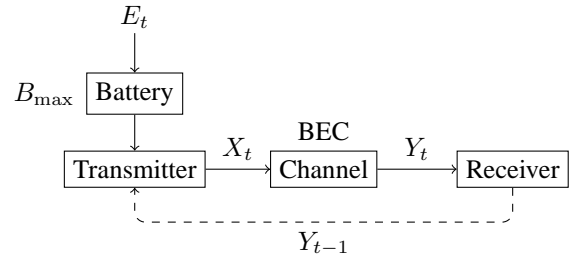 E_t
B_max Battery
BEC
Transmitter X_t Channel Y_t Receiver
Y_{t−1}